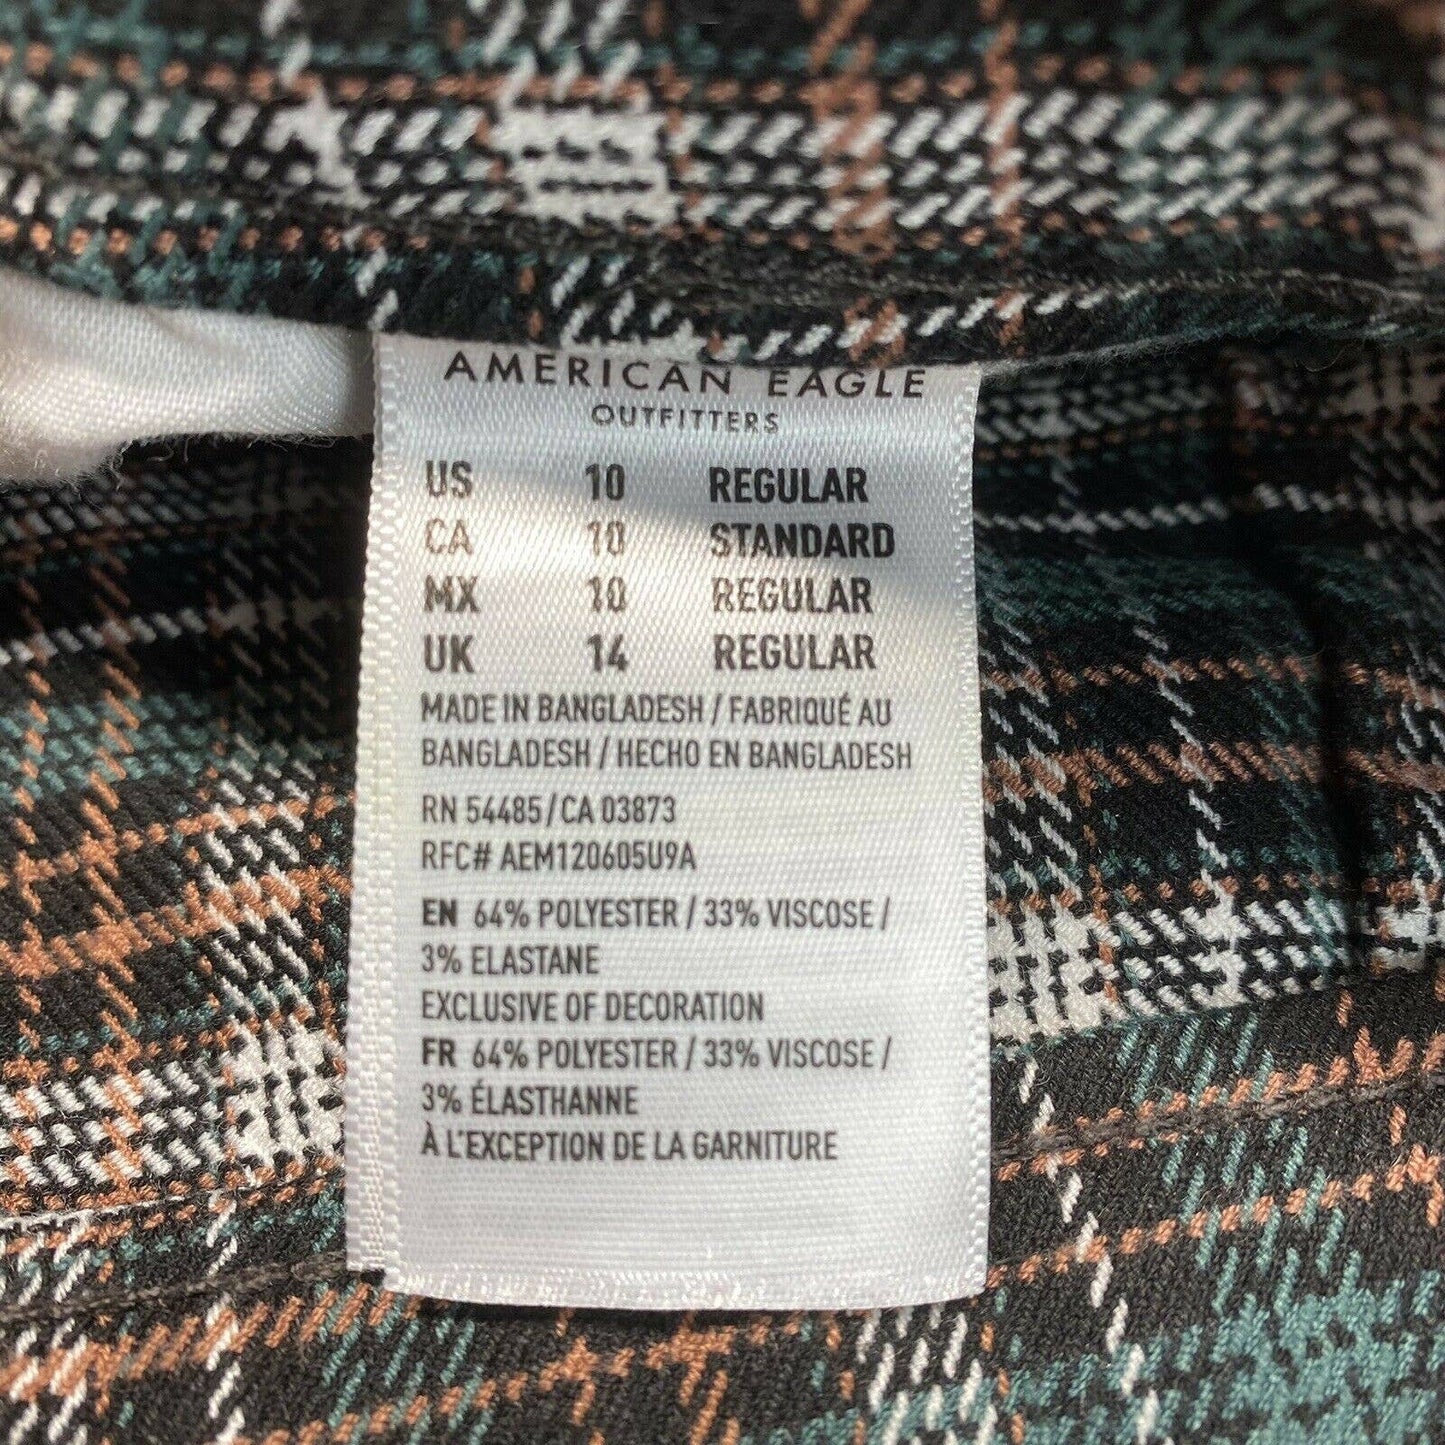 AMERICAN EAGLE
OUTFITTERS
US 10 REGULAR
CA 10 STANDARD
MX 10 REGULAR
UK 14 REGULAR
MADE IN BANGLADESH / FABRIQUÉ AU
BANGLADESH / HECHO EN BANGLADESH
RN 54485/CA 03873
RFC# AEM120605U9A
EN 64% POLYESTER / 33% VISCOSE /
3% ELASTANE
EXCLUSIVE OF DECORATION
FR 64% POLYESTER / 33% VISCOSE /
3% ÉLASTHANNE
À L'EXCEPTION DE LA GARNITURE